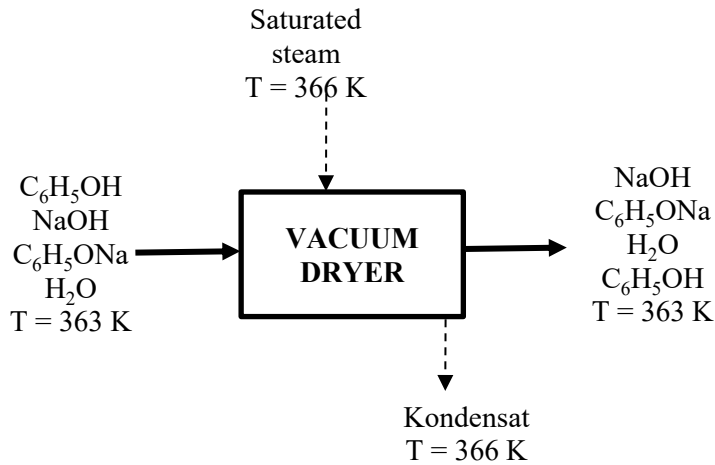 Saturated
steam
T = 366 K
C₆H₅OH
NaOH
C₆H₅ONa
H₂O
T = 363 K
VACUUM
DRYER
NaOH
C₆H₅ONa
H₂O
C₆H₅OH
T = 363 K
Kondensat
T = 366 K